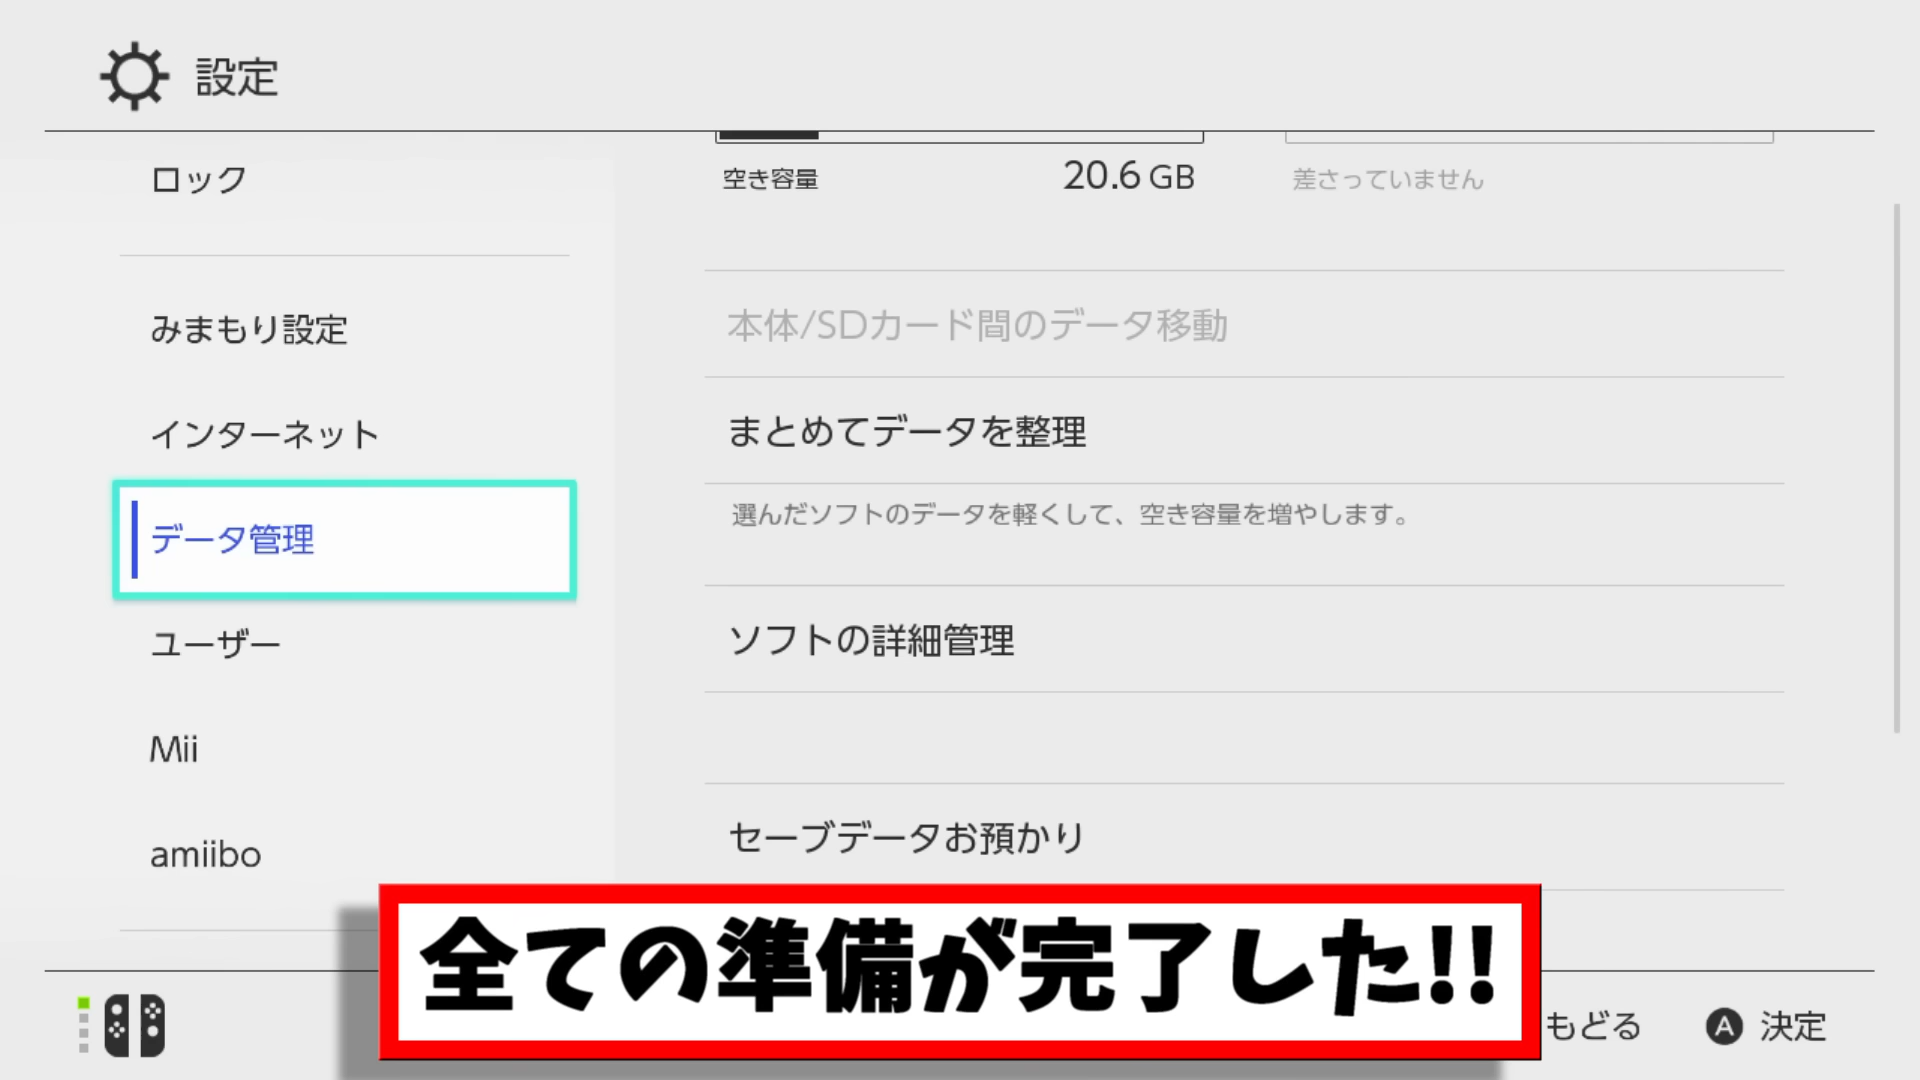 設定
ロック
みまもり設定
インターネット
データ管理
ユーザー
Mii
amiibo
空き容量 20.6 GB
差さっていません
本体/SDカード間のデータ移動
まとめてデータを整理
選んだソフトのデータを軽くして、空き容量を増やします。
ソフトの詳細管理
セーブデータお預かり
全ての準備が完了した!!
もどる
A 決定